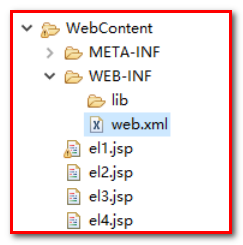 WebContent
META-INF
WEB-INF
lib
web.xml
el1.jsp
el2.jsp
el3.jsp
el4.jsp